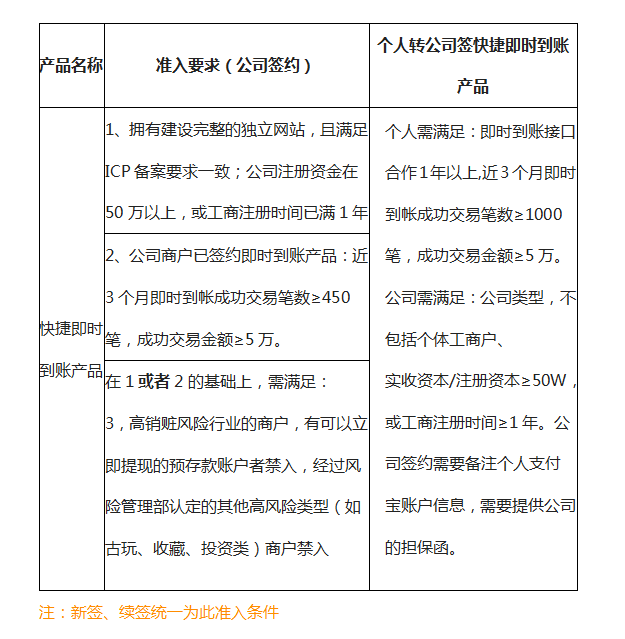 产品名称
准入要求（公司签约）
个人转公司签快捷即时到账
产品
快捷即时
到账产品
1、拥有建设完整的独立网站，且满足
ICP备案要求一致；公司注册资金在
50万以上，或工商注册时间已满1年
2、公司商户已签约即时到账产品：近
3个月即时到帐成功交易笔数≥450
笔，成功交易金额≥5万。
在1或者2的基础上，需满足：
3，高销赃风险行业的商户，有可以立
即提现的预存款账户者禁入，经过风
险管理部认定的其他高风险类型（如
古玩、收藏、投资类）商户禁入
个人需满足：即时到账接口
合作1年以上,近3个月即时
到帐成功交易笔数≥1000
笔，成功交易金额≥5万。
公司需满足：公司类型，不
包括个体工商户、
实收资本/注册资本≥50W，
或工商注册时间≥1年。公
司签约需要备注个人支付
宝账户信息，需要提供公司
的担保函。
注：新签、续签统一为此准入条件